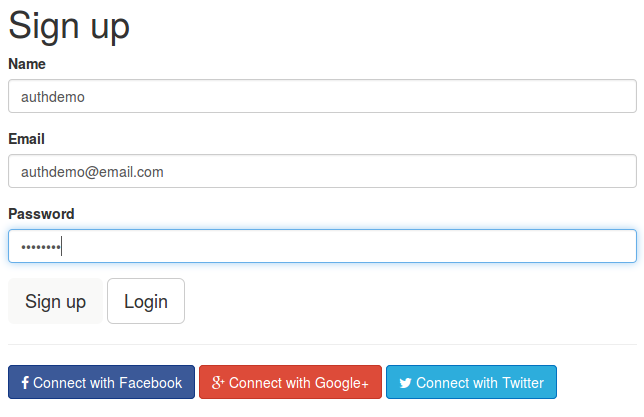 Sign up
Name
authdemo
Email
authdemo@email.com
Password
••••••••
Sign up Login
Connect with Facebook Connect with Google+ Connect with Twitter